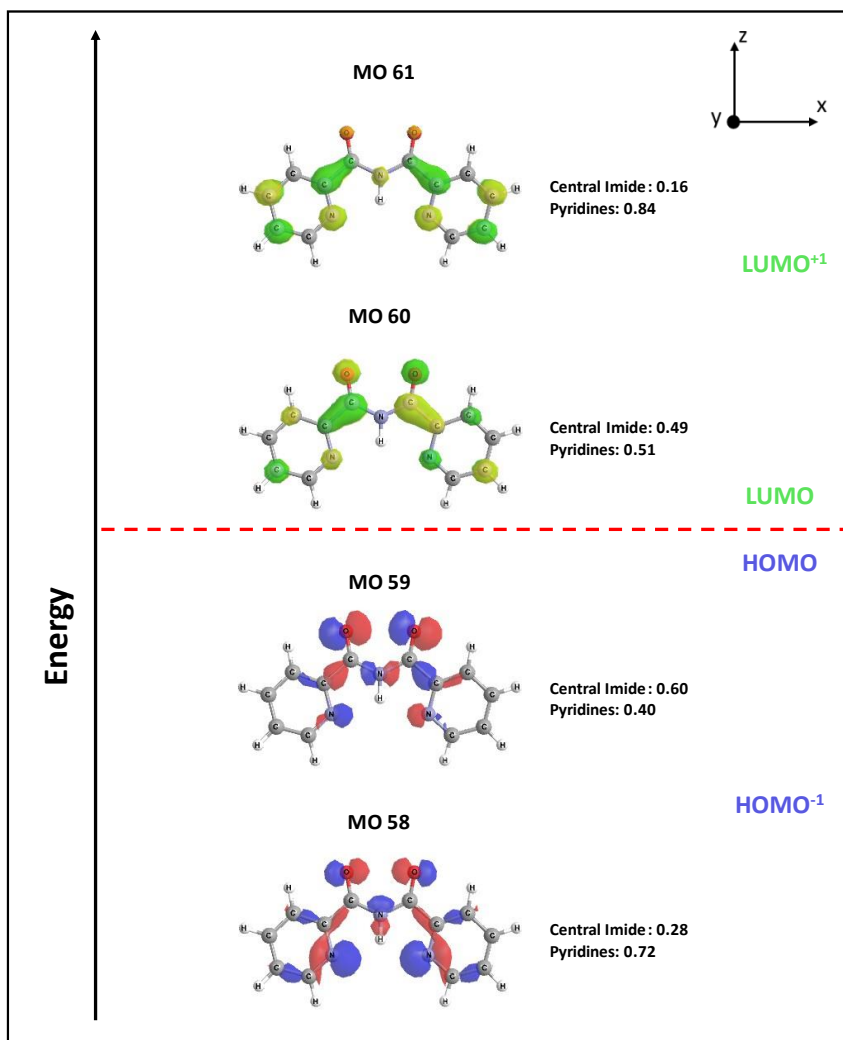 z
MO 61
y
x
Central Imide: 0.16
Pyridines: 0.84
LUMO+1
MO 60
Central Imide: 0.49
Pyridines: 0.51
LUMO
HOMO
MO 59
Energy
Central Imide: 0.60
Pyridines: 0.40
HOMO-1
MO 58
Central Imide: 0.28
Pyridines: 0.72